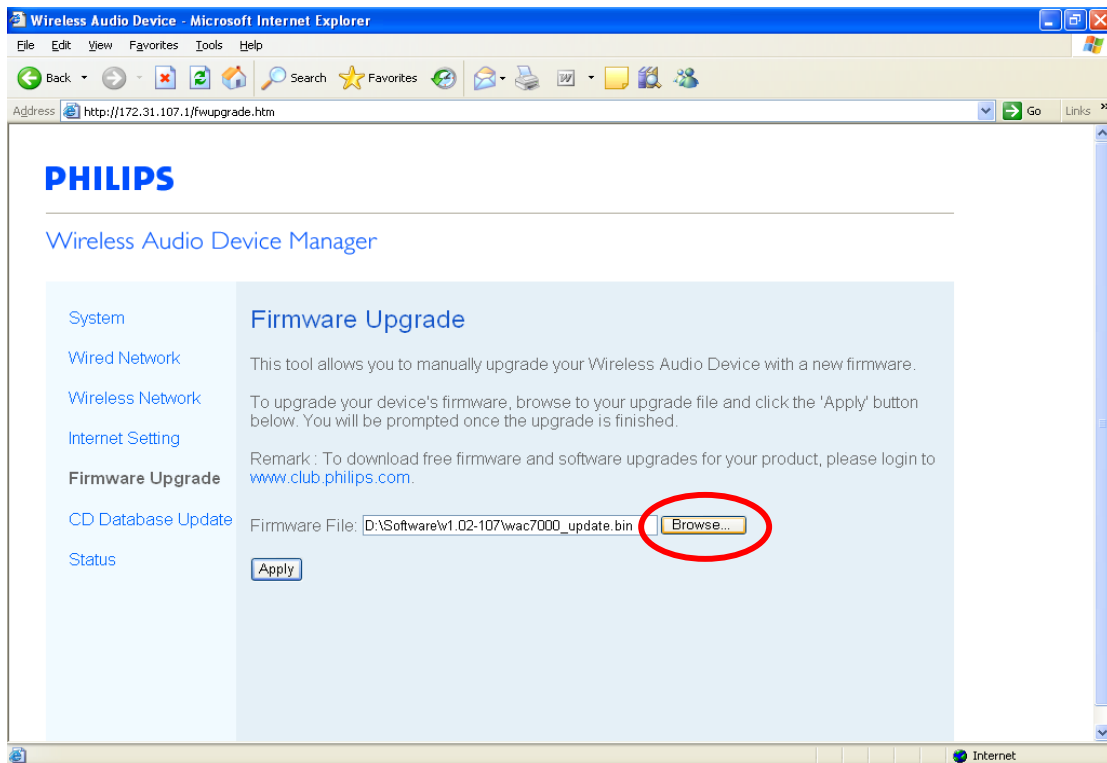 Wireless Audio Device - Microsoft Internet Explorer
File Edit View Favorites Tools Help
Back Search Favorites
Address http://172.31.107.1/fwupgrade.htm Go Links »
PHILIPS
Wireless Audio Device Manager
System
Wired Network
Wireless Network
Internet Setting
Firmware Upgrade
CD Database Update
Status
Firmware Upgrade
This tool allows you to manually upgrade your Wireless Audio Device with a new firmware.
To upgrade your device's firmware, browse to your upgrade file and click the 'Apply' button
below. You will be prompted once the upgrade is finished.
Remark : To download free firmware and software upgrades for your product, please login to
www.club.philips.com.
Firmware File: D:\Software\v1.02-107\wac7000_update.bin Browse...
Apply
Internet